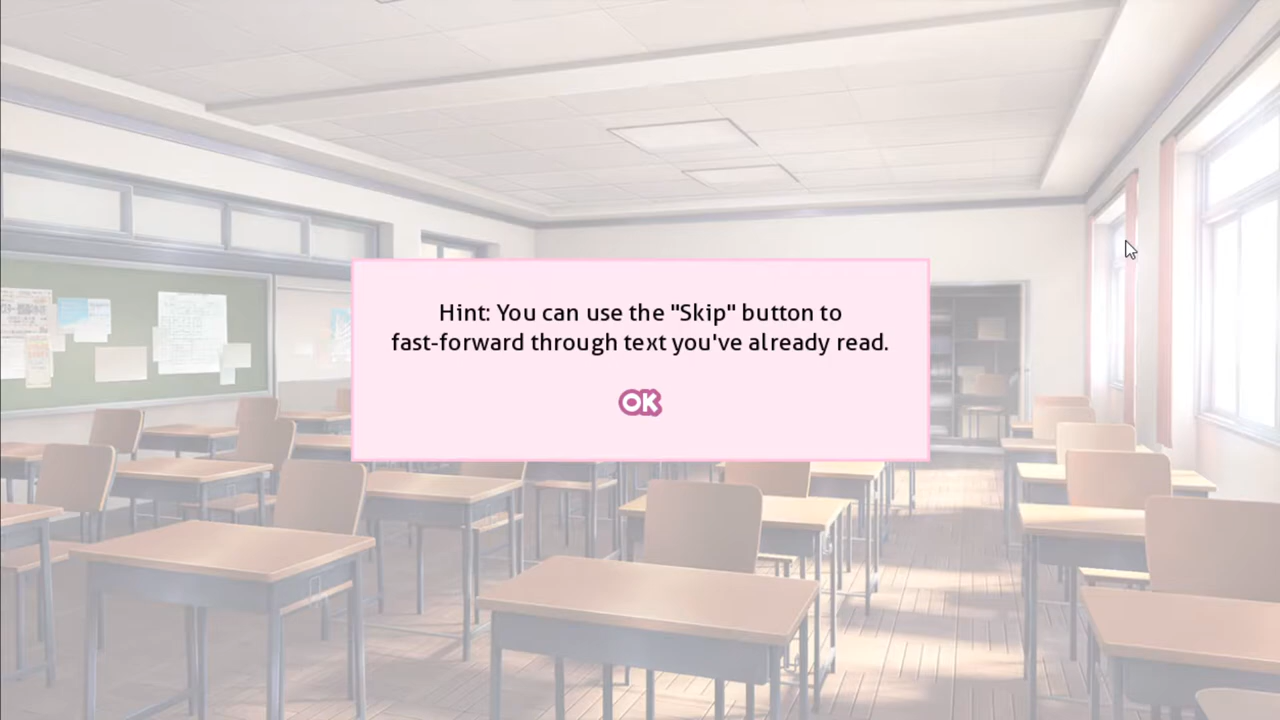 Hint: You can use the "Skip" button to
fast-forward through text you've already read.
OK